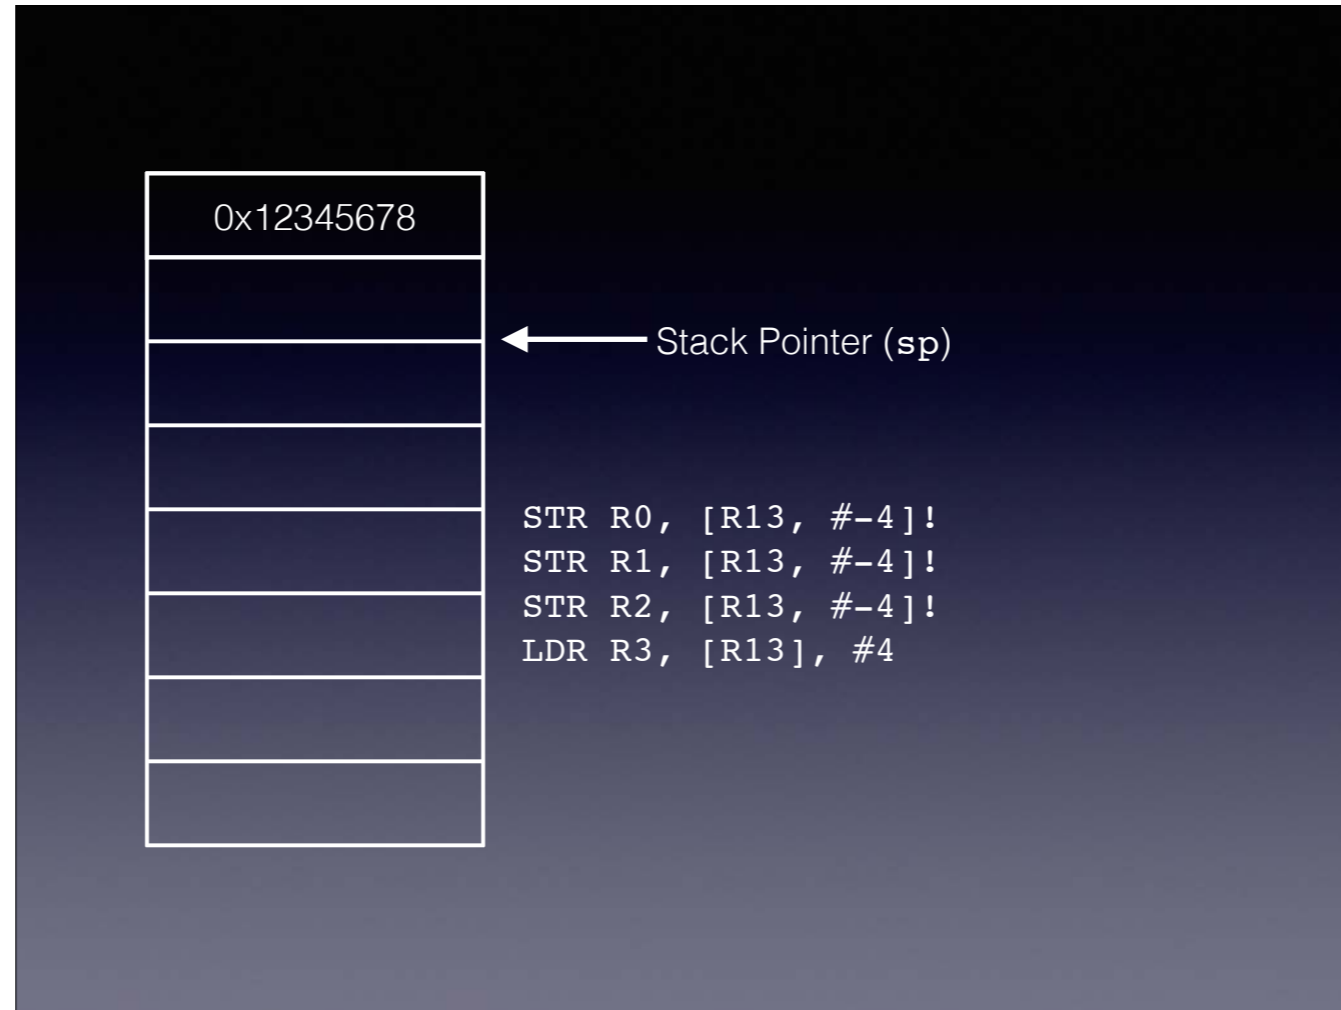 0x12345678
Stack Pointer (sp)
STR R0, [R13, #-4]!
STR R1, [R13, #-4]!
STR R2, [R13, #-4]!
LDR R3, [R13], #4